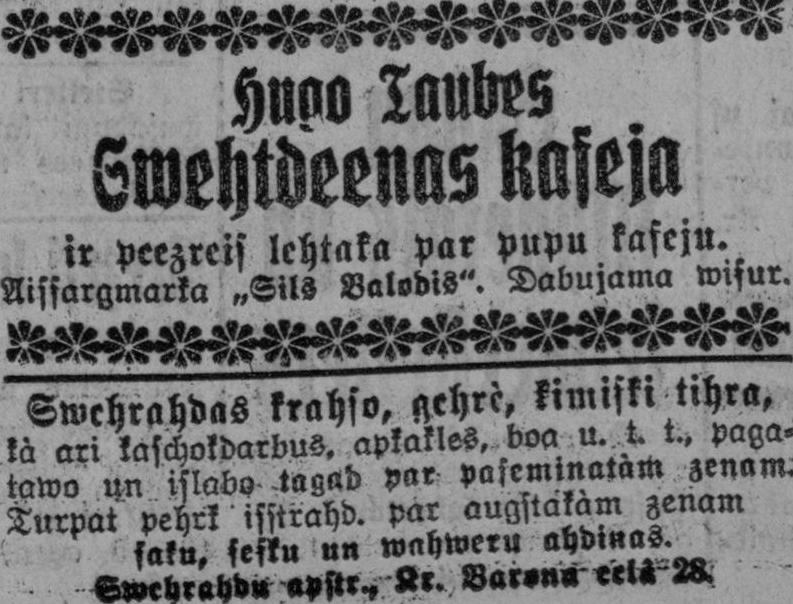 Hugo Taubes
Swehtdeenas kafeja
ir peezreiſ lehtaka par pupu kafeju.
Aiſſargmarka „Sils Balodis“. Dabujama wiſur.
Swehrahdas krahſo, gehrè, kimiſki tihra,
kà ari kaſchokdarbus, apkakles, boa u. t. t., paga-
tawo un iſlabo tagad par paſeminatàm zenam.
Turpat pehrk iſſtrahd. par augſtakàm zenam
ſaku, ſeſku un wahweru ahdinas.
Swehrahdu apſtr., Kr. Barona eelà 28.